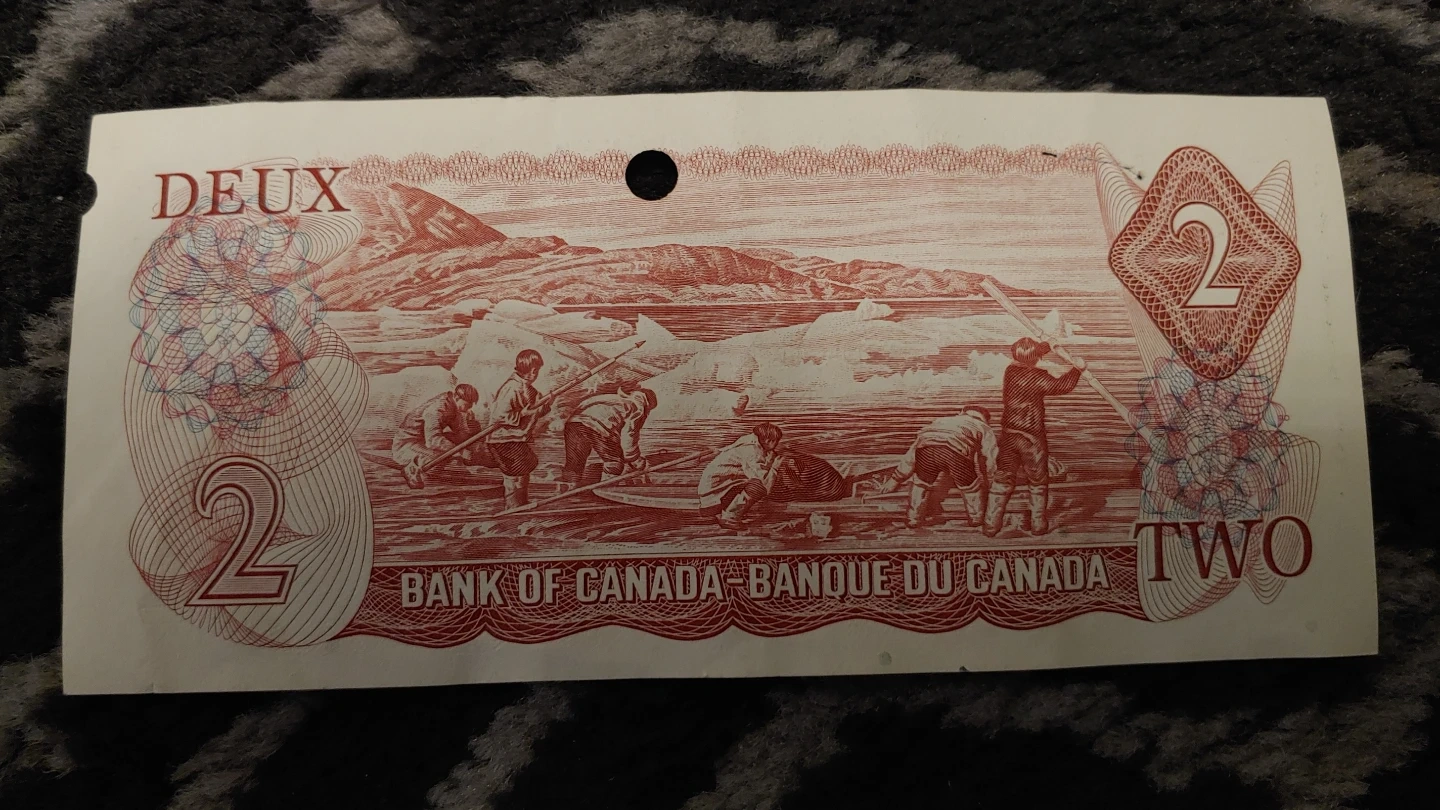 DEUX
2
2
TWO
BANK OF CANADA-BANQUE DU CANADA